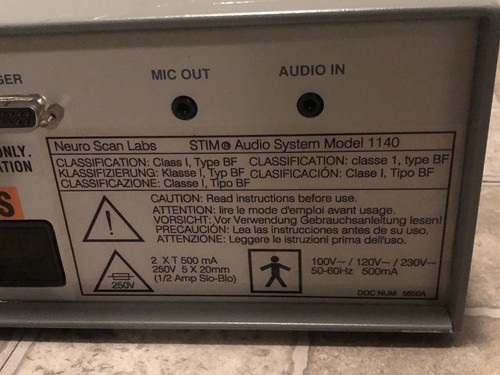 GER
MIC OUT
AUDIO IN
Neuro Scan Labs STIM® Audio System Model 1140
ONLY.
ATION
CLASSIFICATION: Clase I, Type BF CLASSIFICATION: classe 1, type BF
KLASSIFIZIERUNG: Klasse I, Typ BF CLASIFICACIÓN: Clase I, Tipo BF
CLASSIFICAZIONE: Classe I, Tipo BF
S
CAUTION: Read instructions before use.
ATTENTION: lire le mode d'emploi avant usage.
VORSICHT: Vor Verwendung Gebrauchsanleitung lesen!
PRECAUCIÓN: Lea las instrucciones antes de su uso.
ATTENZIONE: Leggere le istruzioni prima dell'uso.
250V
2 X T 500 mA
250V 5 X 20mm
(1/2 Amp Slo-Blo)
100V~ / 120V~ / 230V~
50-60Hz 500mA
DOC NUM 5650A